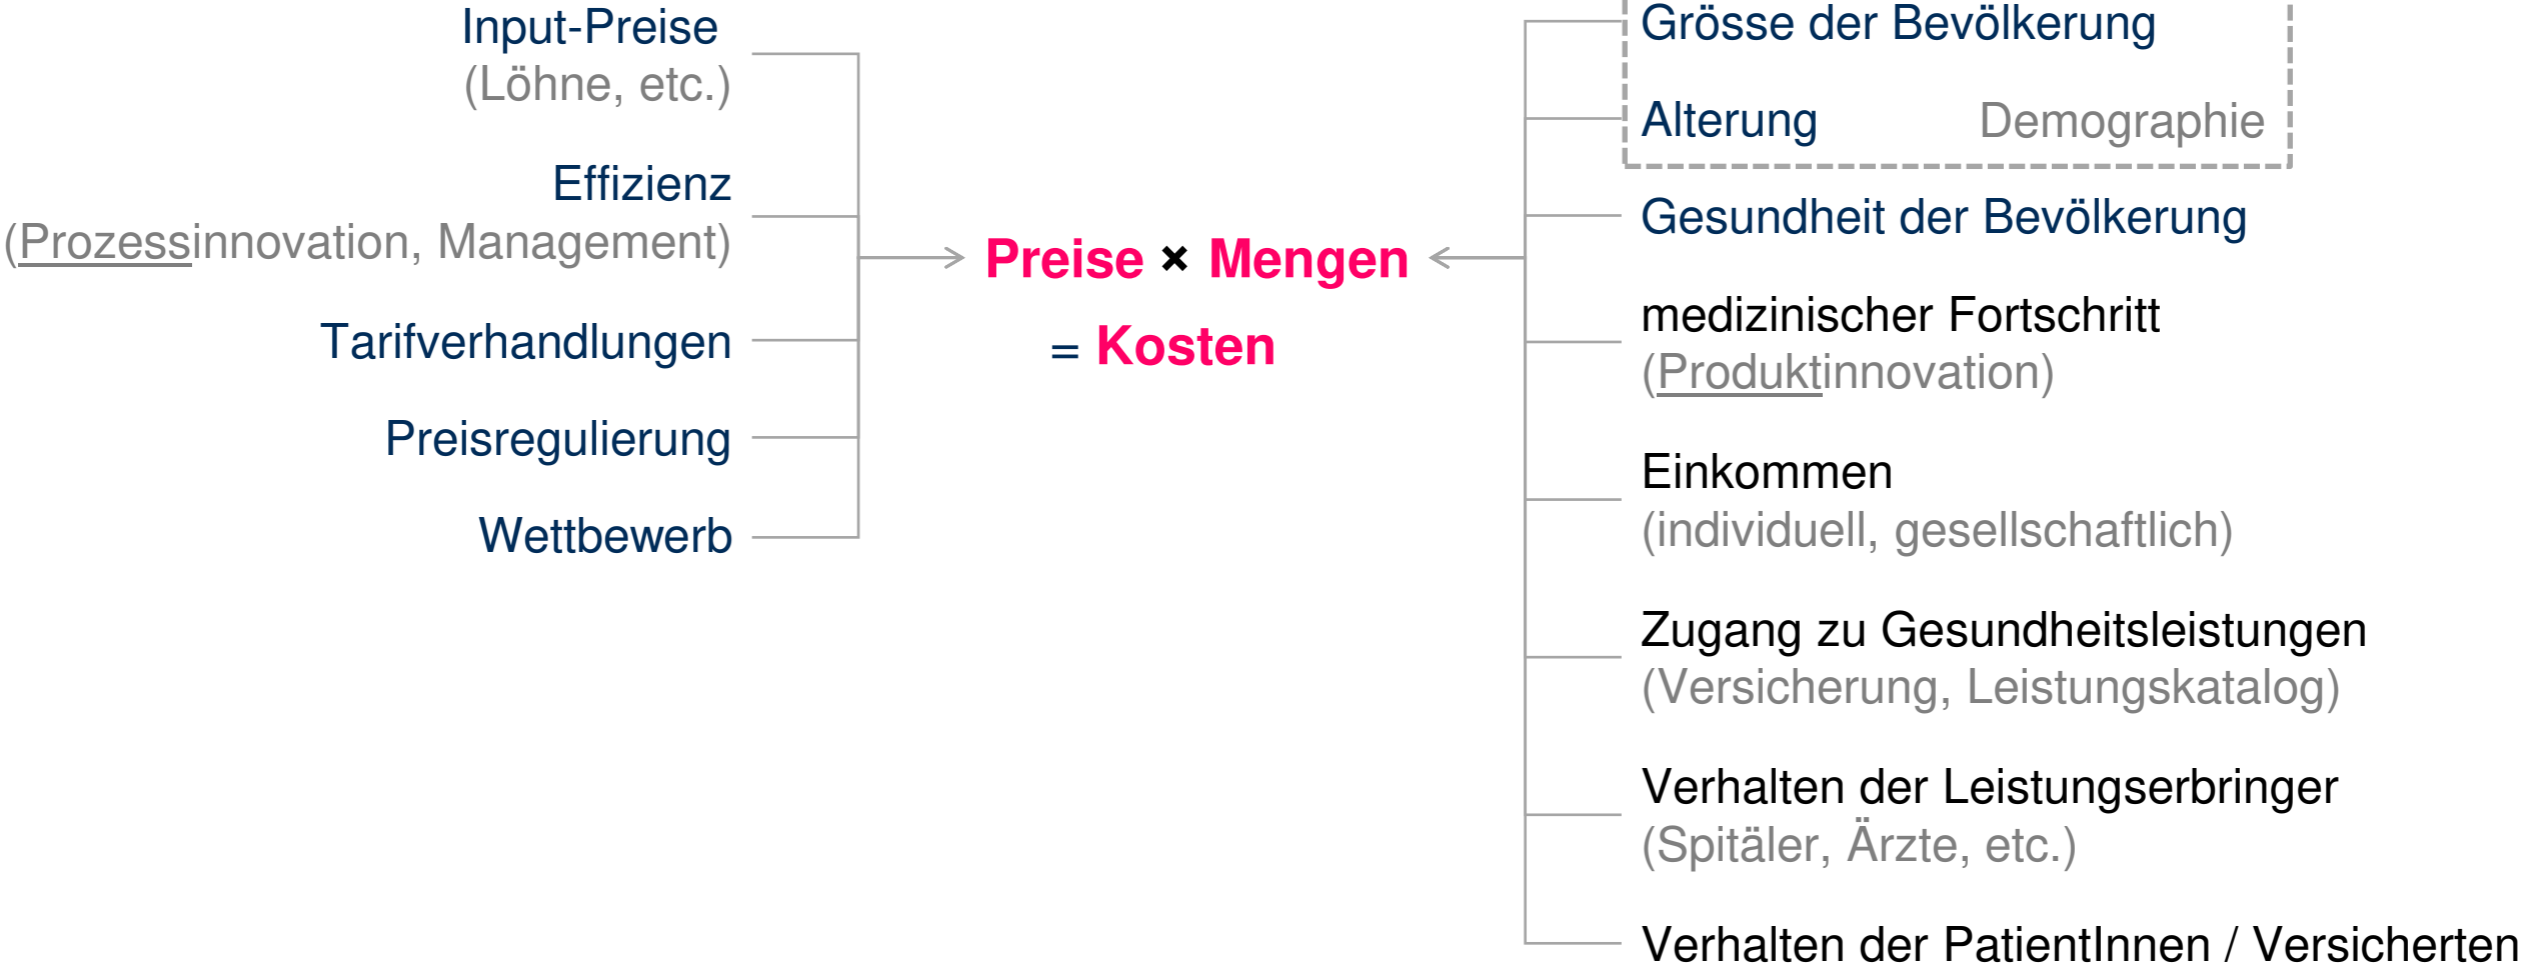 Input-Preise
(Löhne, etc.)
Effizienz
(Prozessinnovation, Management)
Tarifverhandlungen
Preisregulierung
Wettbewerb
Preise × Mengen
= Kosten
Grösse der Bevölkerung
Alterung Demographie
Gesundheit der Bevölkerung
medizinischer Fortschritt
(Produktinnovation)
Einkommen
(individuell, gesellschaftlich)
Zugang zu Gesundheitsleistungen
(Versicherung, Leistungskatalog)
Verhalten der Leistungserbringer
(Spitäler, Ärzte, etc.)
Verhalten der PatientInnen / Versicherten